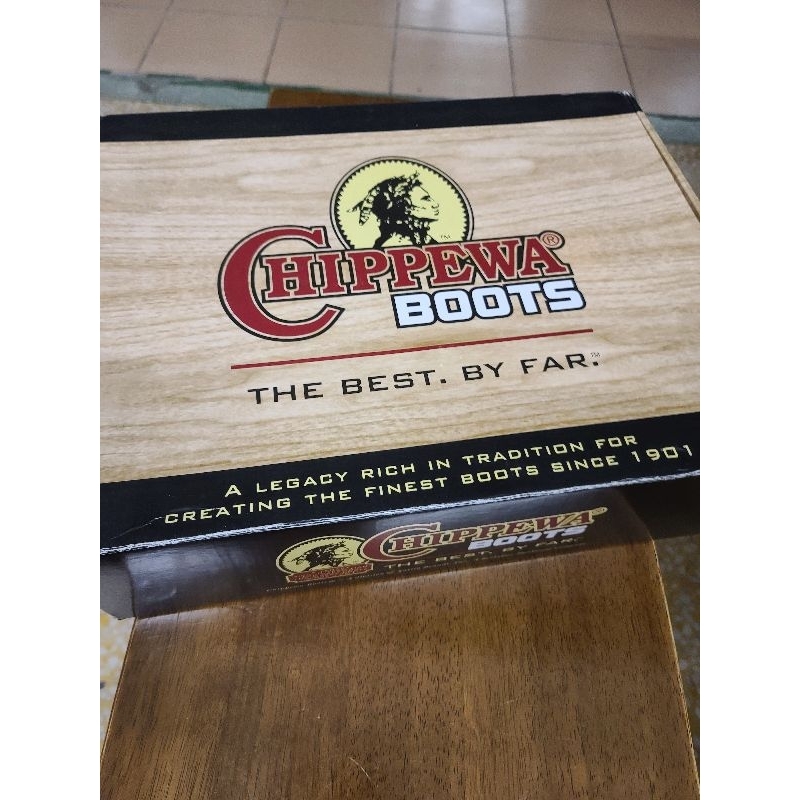 CHIPPEWA®
BOOTS
THE BEST. BY FAR.™
A LEGACY RICH IN TRADITION FOR
CREATING THE FINEST BOOTS SINCE 1901
CHIPPEWA®
BOOTS
THE BEST. BY FAR.